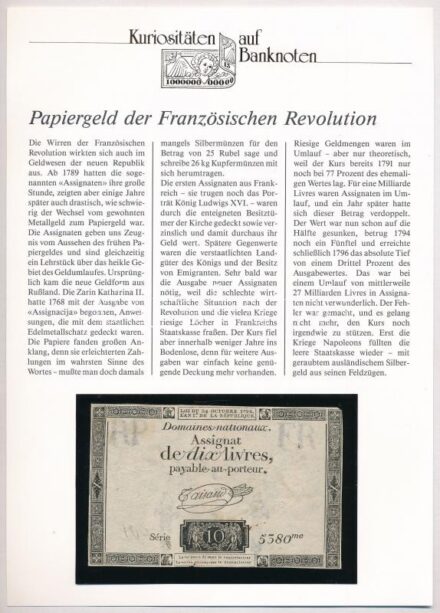 Kuriositäten auf
Banknoten
1000000 00000
Papiergeld der Französischen Revolution
Die Wirren der Französischen
Revolution wirkten sich auch im
Geldwesen der neuen Republik
aus. Ab 1789 hatten die soge-
nannten «Assignaten» ihre große
Stunde, zeigten aber einige Jahre
später auch drastisch, wie schwie-
rig der Wechsel vom gewohnten
Metallgeld zum Papiergeld war.
Die Assignaten geben uns Zeug-
nis vom Aussehen des frühen Pa-
piergeldes und sind gleichzeitig
ein Lehrstück über das heikle Ge-
biet des Geldumlaufes. Ursprüng-
lich kam die neue Geldform aus
Rußland. Die Zarin Katharina II.
hatte 1768 mit der Ausgabe von
«Assignacija» begonnen, Anwei-
sungen, die mit dem staatlichen
Edelmetallschatz gedeckt waren.
Die Papiere fanden großen An-
klang, denn sie erleichterten Zah-
lungen im wahrsten Sinne des
Wortes – mußte man doch damals
mangels Silbermünzen für den
Betrag von 25 Rubel sage und
schreibe 26 kg Kupfermünzen mit
sich herumtragen.
Die ersten Assignaten aus Frank-
reich – sie trugen noch das Por-
trät König Ludwigs XVI. – waren
durch die enteigneten Besitztü-
mer der Kirche gedeckt sowie ver-
zinslich und damit durchaus ihr
Geld wert. Spätere Gegenwerte
waren die verstaatlichten Land-
güter des Königs und der Besitz
von Emigranten. Sehr bald war
die Ausgabe neuer Assignaten
nötig, weil die schlechte wirt-
schaftliche Situation nach der
Revolution und die vielen Kriege
riesige Löcher in Frankreichs
Staatskasse fraßen. Der Kurs fiel
aber innerhalb weniger Jahre ins
Bodenlose, denn für weitere Aus-
gaben war einfach keine genü-
gende Deckung mehr vorhanden.
Riesige Geldmengen waren im
Umlauf – aber nur theoretisch,
weil der Kurs bereits 1791 nur
noch bei 77 Prozent des ehemali-
gen Wertes lag. Für eine Milliarde
Livres waren Assignaten im Um-
lauf, und ein Jahr später hatte
sich dieser Betrag verdoppelt.
Der Wert war nun schon auf die
Hälfte gesunken, betrug 1794
noch ein Fünftel und erreichte
schließlich 1796 das absolute Tief
von einem Drittel Prozent des
Ausgabewertes. Das war bei
einem Umlauf von mittlerweile
27 Milliarden Livres in Assigna-
ten nicht verwunderlich. Der Feh-
ler war gemacht, und es gelang
nicht mehr, den Kurs noch
irgendwie zu stützen. Erst die
Kriege Napoleons füllten die
leere Staatskasse wieder – mit
geraubtem ausländischem Silber-
geld aus seinen Feldzügen.
LOI DU 24 OCTOBRE 1792,
L'AN 1er DE LA RÉPUBLIQUE.
Domaines nationaux.
Assignat
de dix livres,
payable au porteur.
Taisaud
10
Série 5380me